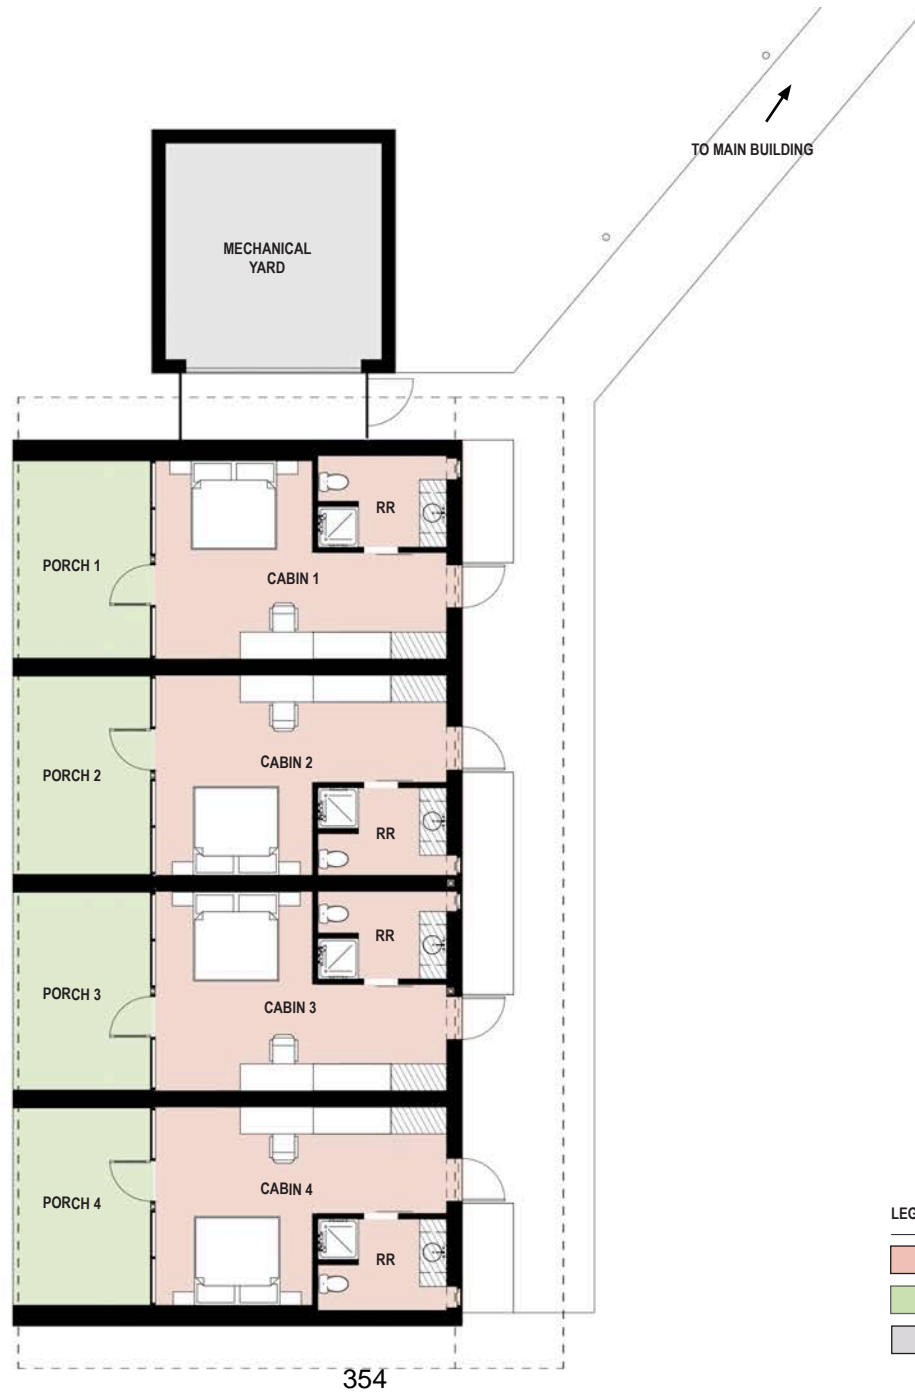 TO MAIN BUILDING
MECHANICAL
YARD
RR
PORCH 1
CABIN 1
CABIN 2
PORCH 2
RR
RR
PORCH 3
CABIN 3
CABIN 4
PORCH 4
RR
LEG
354